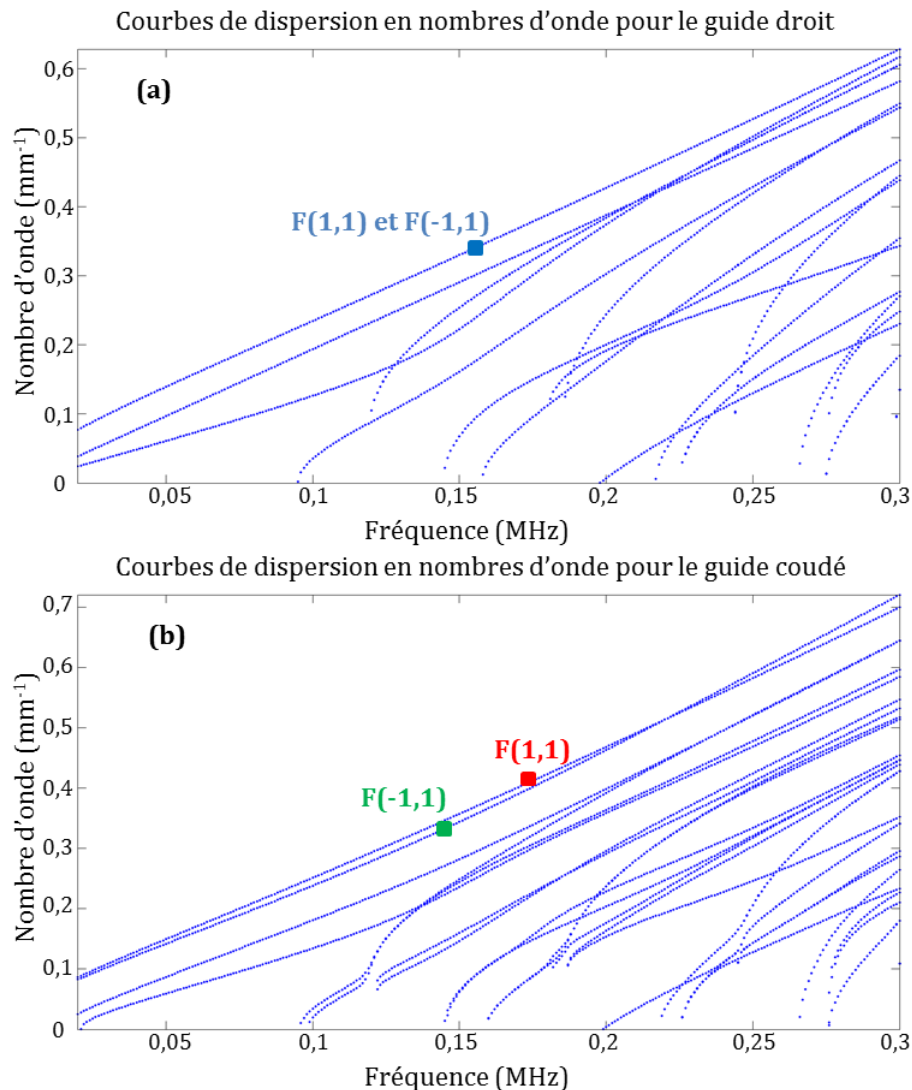 Courbes de dispersion en nombres d'onde pour le guide droit
(a)
F(1,1) et F(-1,1)
Nombre d'onde (mm⁻¹)
0,6
0,5
0,4
0,3
0,2
0,1
0
0,05
0,1
0,15
0,2
0,25
0,3
Fréquence (MHz)
Courbes de dispersion en nombres d'onde pour le guide coudé
(b)
F(1,1)
F(-1,1)
Nombre d'onde (mm⁻¹)
0,7
0,6
0,5
0,4
0,3
0,2
0,1
0
0,05
0,1
0,15
0,2
0,25
0,3
Fréquence (MHz)